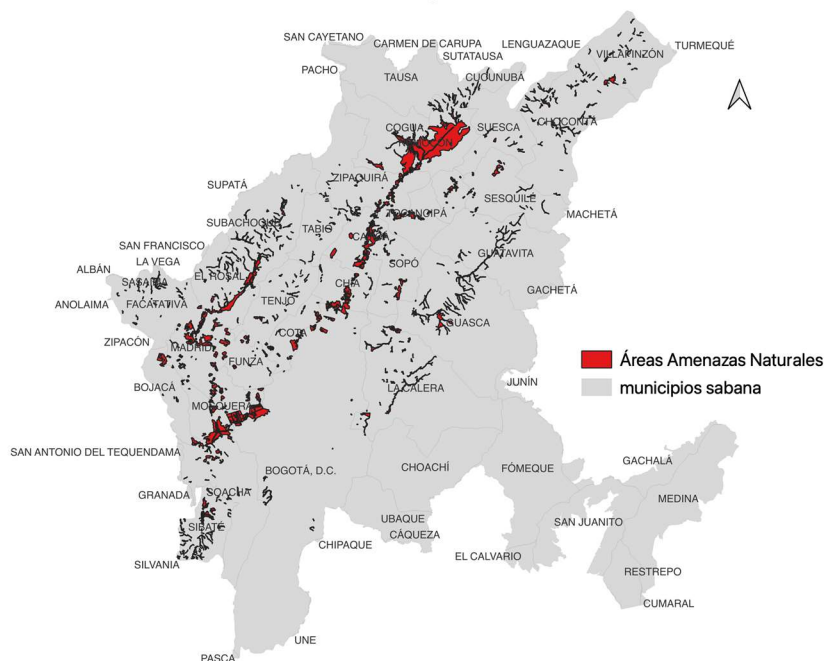 SAN CAYETANO
CARMEN DE CARUPA
LENGUAZAQUE
TURMEQUÉ
SUTATAUSA
VILLAPINZÓN
PACHO
TAUSA
CUCUNUBÁ
COGUA
SUESCA
CHOCONTÁ
NEMOCÓN
ZIPAQUIRÁ
SUPATÁ
SESQUILÉ
MACHETÁ
TOCANCIPÁ
SUBACHOQUE
TABIO
CAJICÁ
SAN FRANCISCO
GUATAVITA
LA VEGA
SOPÓ
ALBÁN
EL ROSAL
SASAIMA
CHÍA
GACHETÁ
ANOLAIMA
FACATATIVÁ
TENJO
GUASCA
COTA
ZIPACÓN
MADRID
FUNZA
Áreas Amenazas Naturales
municipios sabana
BOJACÁ
LA CALERA
JUNÍN
MOSQUERA
SAN ANTONIO DEL TEQUENDAMA
BOGOTÁ, D.C.
CHOACHÍ
FÓMEQUE
GACHALÁ
GRANADA
SOACHA
MEDINA
UBAQUE
SAN JUANITO
SIBATÉ
CÁQUEZA
CHIPAQUE
EL CALVARIO
SILVANIA
RESTREPO
CUMARAL
UNE
PASCA